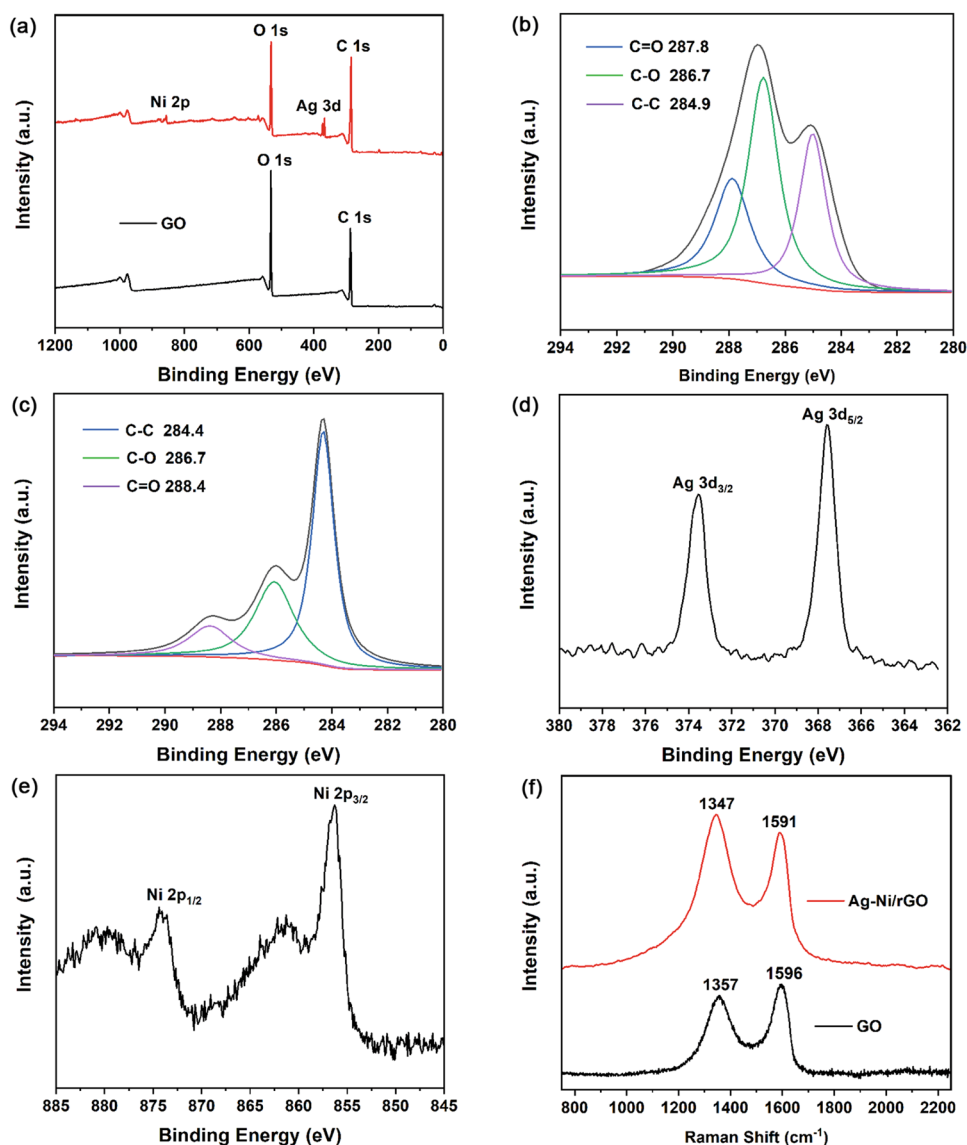 (a)
O 1s
C 1s
Ni 2p
Ag 3d
O 1s
C 1s
GO
Intensity (a.u.)
1200 1000 800 600 400 200 0
Binding Energy (eV)
(b)
C=O 287.8
C-O 286.7
C-C 284.9
Intensity (a.u.)
294 292 290 288 286 284 282 280
Binding Energy (eV)
(c)
C-C 284.4
C-O 286.7
C=O 288.4
Intensity (a.u.)
294 292 290 288 286 284 282 280
Binding Energy (eV)
(d)
Ag 3d5/2
Ag 3d3/2
Intensity (a.u.)
380 378 376 374 372 370 368 366 364 362
Binding Energy (eV)
(e)
Ni 2p3/2
Ni 2p1/2
Intensity (a.u.)
885 880 875 870 865 860 855 850 845
Binding Energy (eV)
(f)
1347
1591
Ag-Ni/rGO
1357
1596
GO
Intensity (a.u.)
800 1000 1200 1400 1600 1800 2000 2200
Raman Shift (cm-1)